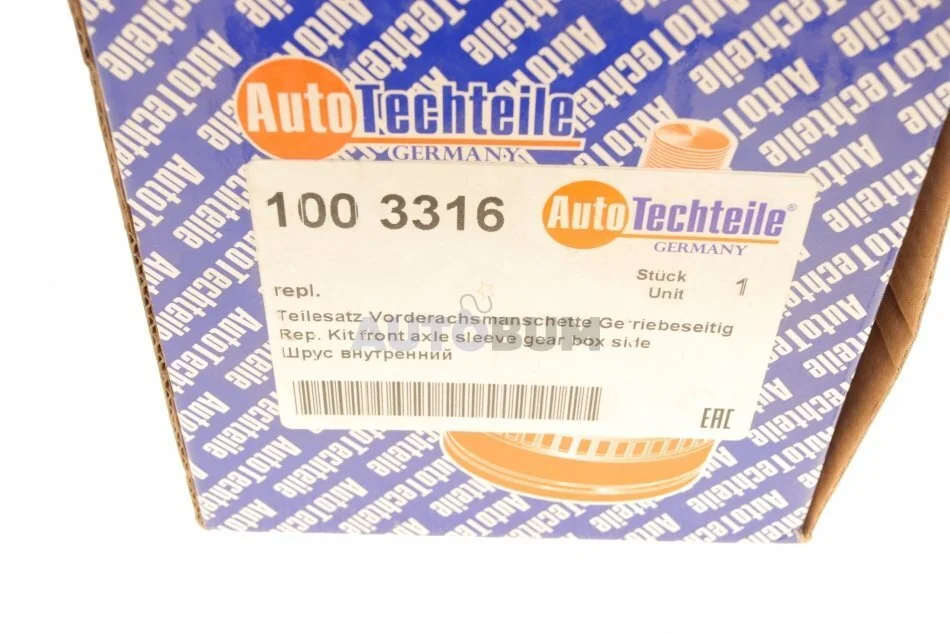 AutoTechteile
GERMANY
100 3316
AutoTechteile®
GERMANY
Stück
Unit 1
repl.
Teilesatz Vorderachsmanschette Getriebeseitig
Rep. Kit front axle sleeve gear box side
Шрус внутренний
EAC
AUTOBUM